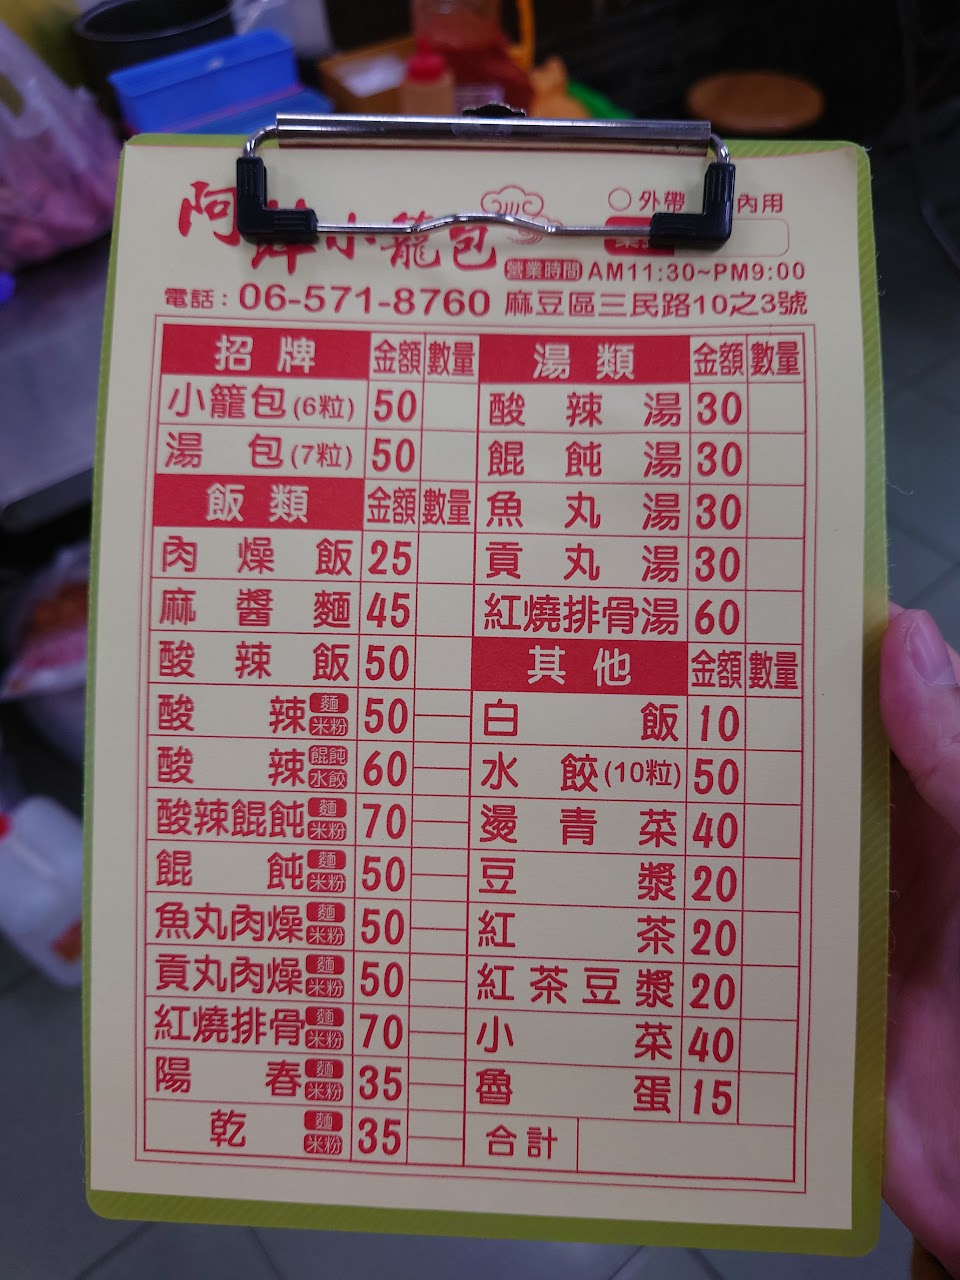 阿 小籠包
外帶 內用
營業時間 AM11:30~PM9:00
電話：06-571-8760 麻豆區三民路10之3號
招牌 金額 數量
小籠包(6粒) 50
湯包(7粒) 50
飯類 金額 數量
肉燥飯 25
麻醬麵 45
酸辣飯 50
酸辣 麵 米粉 50
酸辣 餛飩 水餃 60
酸辣餛飩 麵 米粉 70
餛飩 麵 米粉 50
魚丸肉燥 麵 米粉 50
貢丸肉燥 麵 米粉 50
紅燒排骨 麵 米粉 70
陽春 麵 米粉 35
乾 麵 米粉 35
湯類 金額 數量
酸辣湯 30
餛飩湯 30
魚丸湯 30
貢丸湯 30
紅燒排骨湯 60
其他 金額 數量
白飯 10
水餃(10粒) 50
燙青菜 40
豆漿 20
紅茶 20
紅茶豆漿 20
小菜 40
魯蛋 15
合計